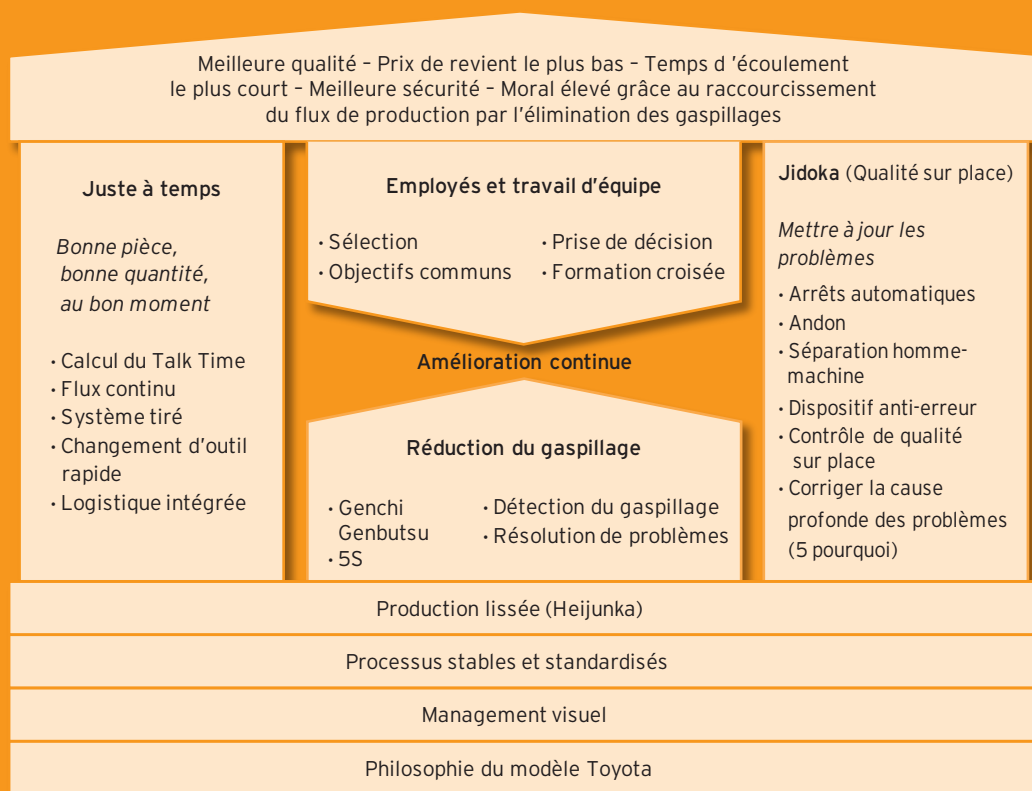 Meilleure qualité – Prix de revient le plus bas – Temps d 'écoulement
le plus court – Meilleure sécurité – Moral élevé grâce au raccourcissement
du flux de production par l'élimination des gaspillages
Juste à temps
Bonne pièce,
bonne quantité,
au bon moment
· Calcul du Talk Time
· Flux continu
· Système tiré
· Changement d'outil
rapide
· Logistique intégrée
Employés et travail d'équipe
· Sélection
· Objectifs communs
· Prise de décision
· Formation croisée
Amélioration continue
Réduction du gaspillage
· Genchi
Genbutsu
· 5S
· Détection du gaspillage
· Résolution de problèmes
Jidoka (Qualité sur place)
Mettre à jour les
problèmes
· Arrêts automatiques
· Andon
· Séparation homme-
machine
· Dispositif anti-erreur
· Contrôle de qualité
sur place
· Corriger la cause
profonde des problèmes
(5 pourquoi)
Production lissée (Heijunka)
Processus stables et standardisés
Management visuel
Philosophie du modèle Toyota